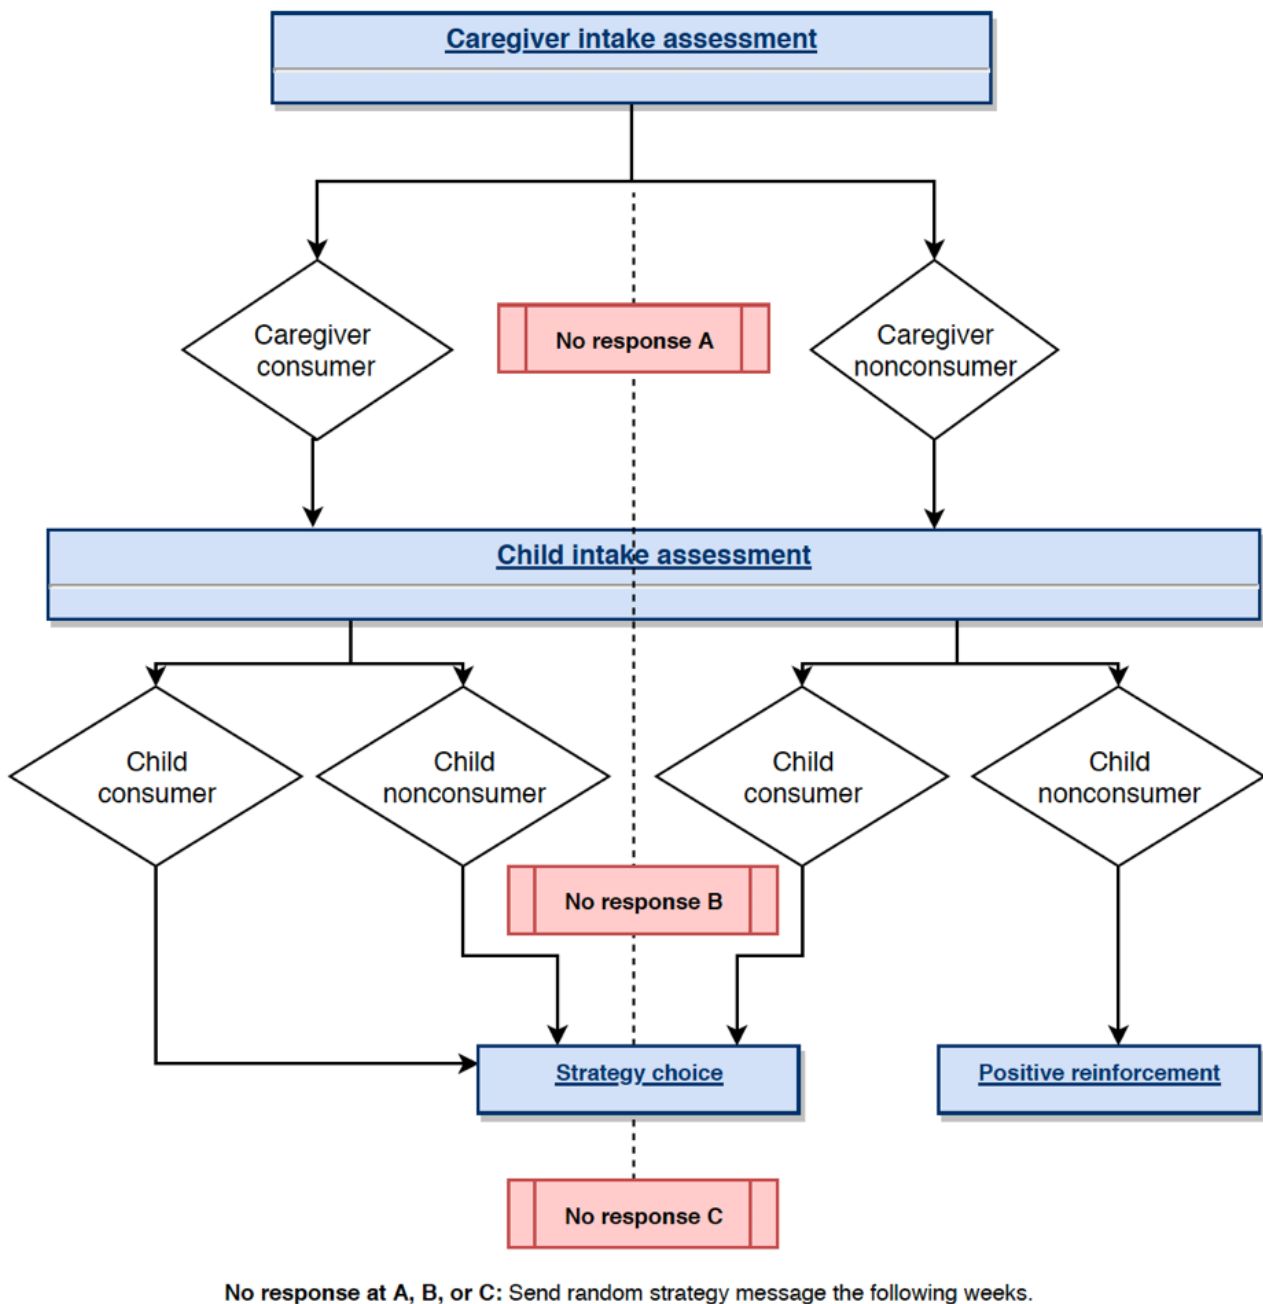 Caregiver intake assessment
Caregiver
consumer
No response A
Caregiver
nonconsumer
Child intake assessment
Child
consumer
Child
nonconsumer
Child
consumer
Child
nonconsumer
No response B
Strategy choice
Positive reinforcement
No response C
No response at A, B, or C: Send random strategy message the following weeks.